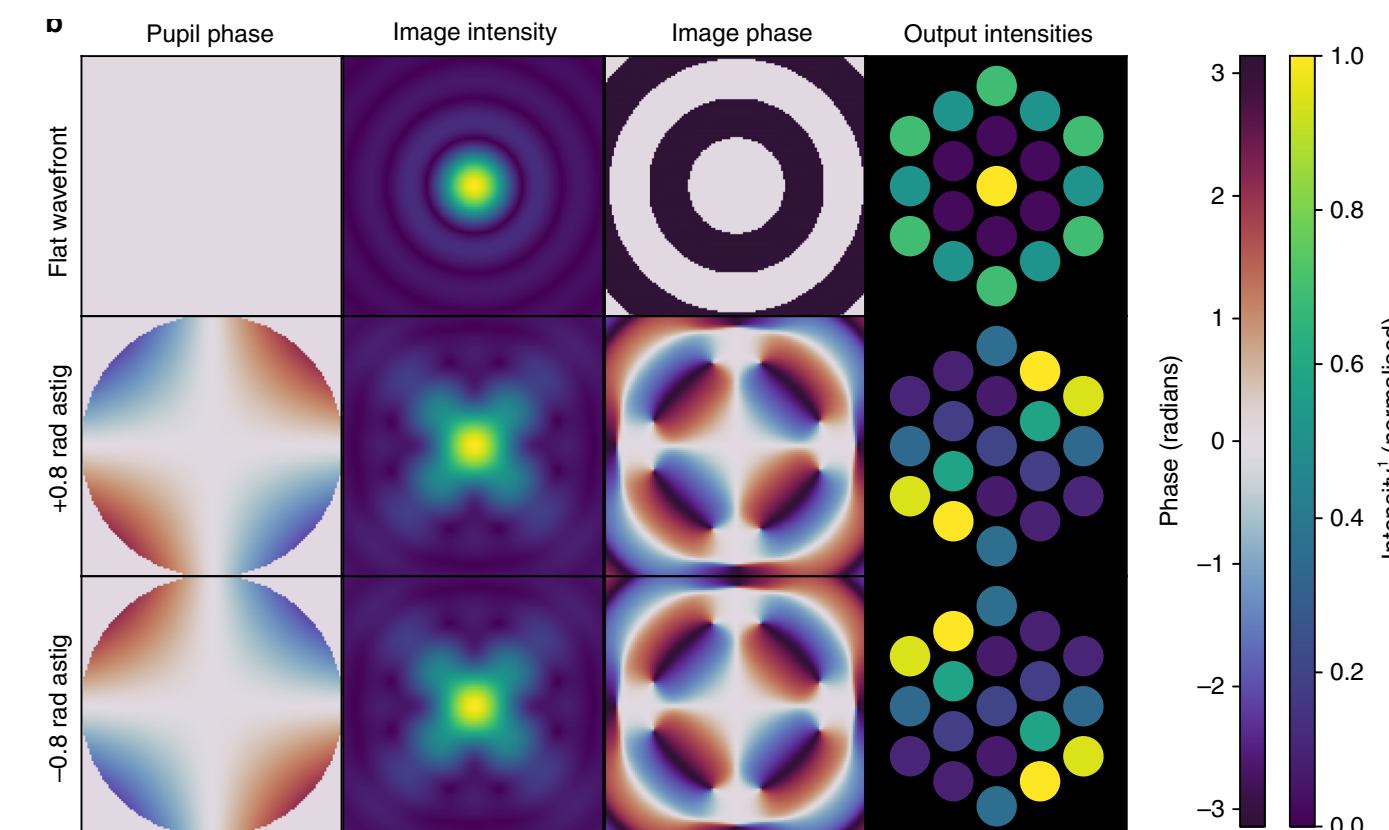 b
Pupil phase
Image intensity
Image phase
Output intensities
Flat wavefront
+0.8 rad astig
–0.8 rad astig
3
2
1
0
–1
–2
–3
Phase (radians)
1.0
0.8
0.6
0.4
0.2
0.0